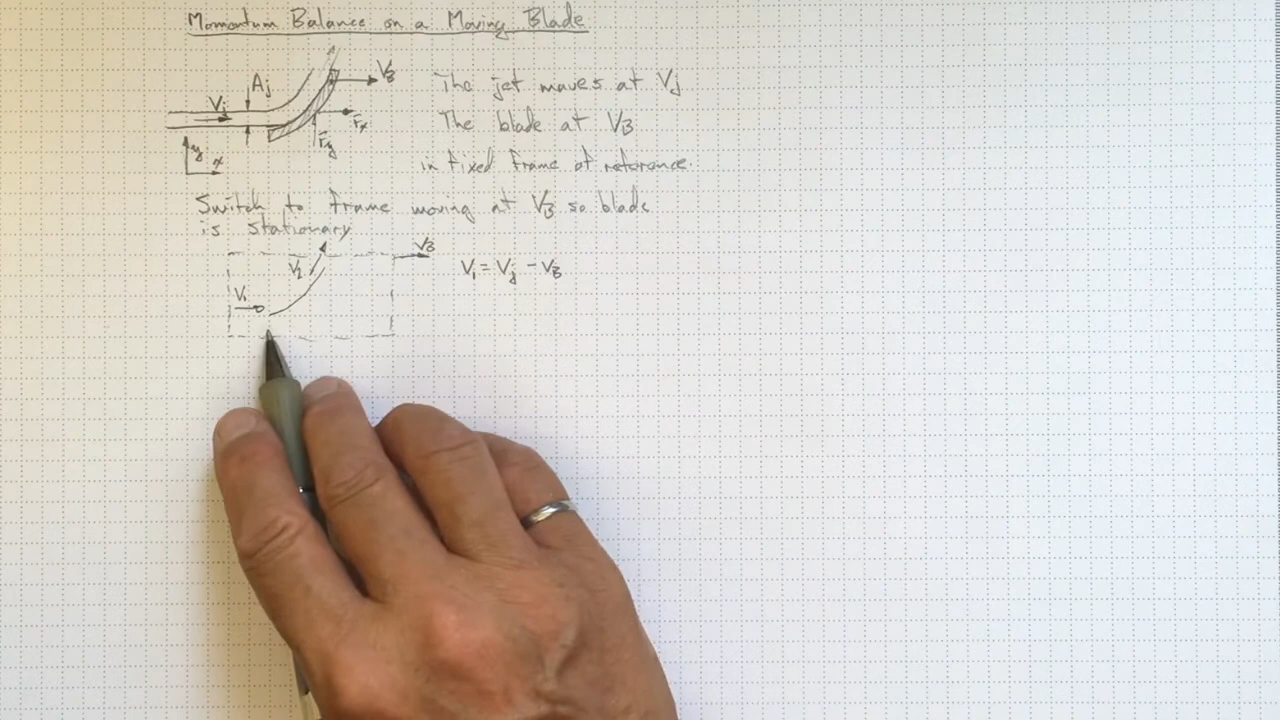 Momentum Balance on a Moving Blade
Aj
VB
Vj
Fx
Fy
y
x
The jet moves at Vj
The blade at VB
in fixed frame of reference.
Switch to frame moving at VB so blade
is stationary
VB
V2
V1
V1 = Vj - VB